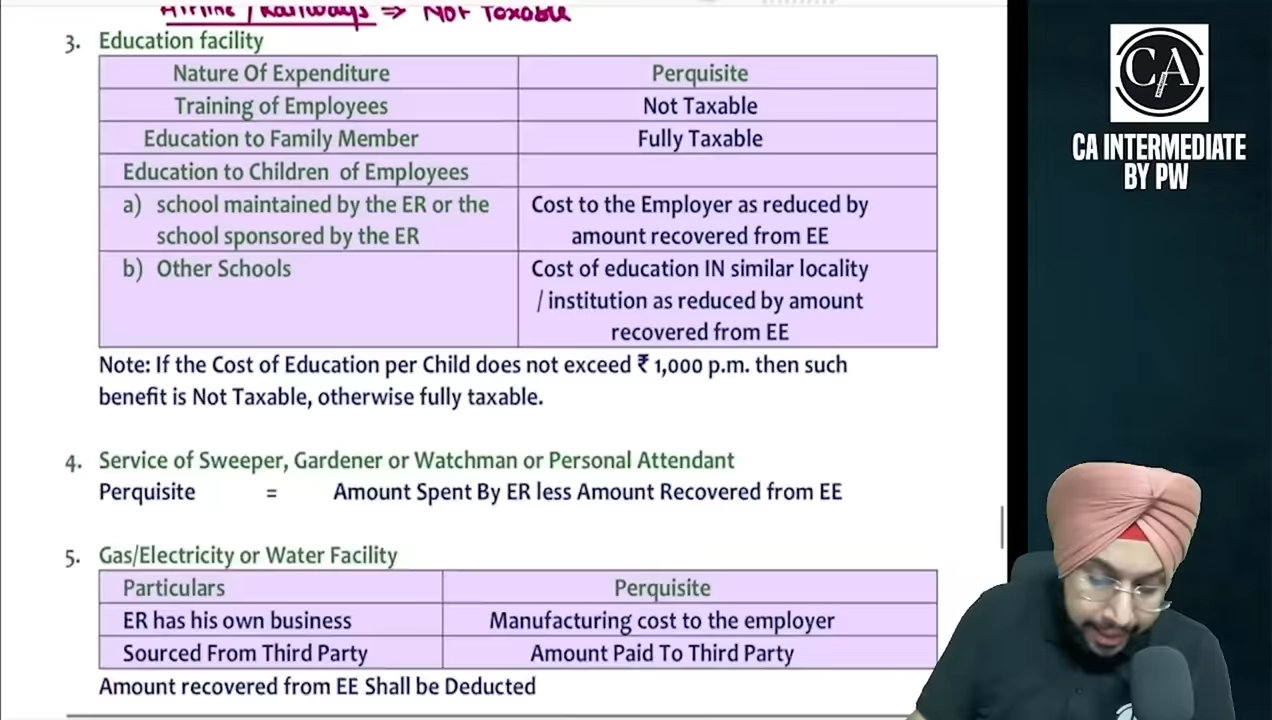 Airline / Railways ⇒ Not Taxable
3. Education facility
Nature Of Expenditure Perquisite
Training of Employees Not Taxable
Education to Family Member Fully Taxable
Education to Children of Employees
a) school maintained by the ER or the Cost to the Employer as reduced by
school sponsored by the ER amount recovered from EE
b) Other Schools Cost of education IN similar locality
/ institution as reduced by amount
recovered from EE
Note: If the Cost of Education per Child does not exceed ₹ 1,000 p.m. then such
benefit is Not Taxable, otherwise fully taxable.
4. Service of Sweeper, Gardener or Watchman or Personal Attendant
Perquisite = Amount Spent By ER less Amount Recovered from EE
5. Gas/Electricity or Water Facility
Particulars Perquisite
ER has his own business Manufacturing cost to the employer
Sourced From Third Party Amount Paid To Third Party
Amount recovered from EE Shall be Deducted
CA
CA INTERMEDIATE
BY PW